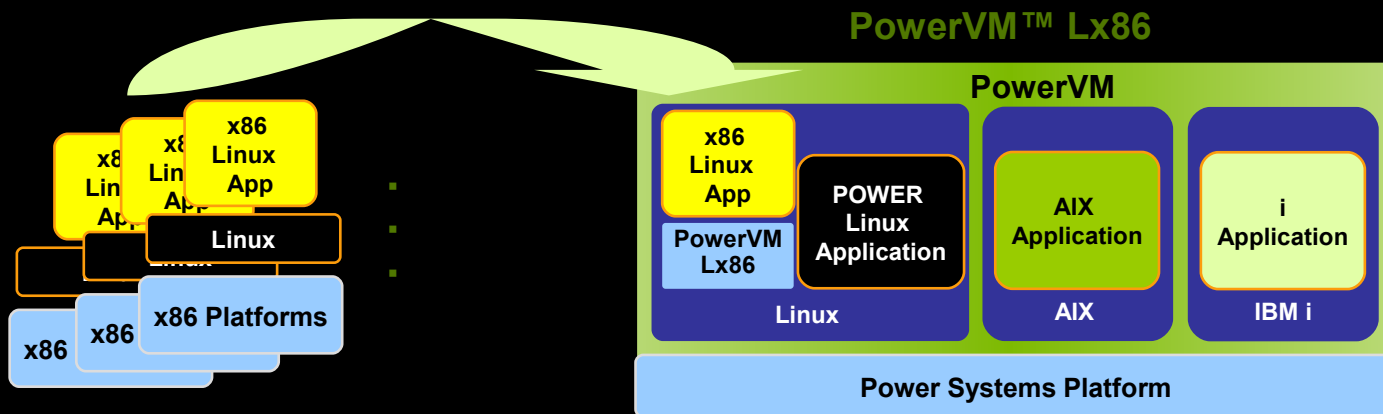 PowerVM™ Lx86
PowerVM
x86
Linux
App
x86
Linux
App
PowerVM
Lx86
POWER
Linux
Application
Linux
AIX
Application
AIX
i
Application
IBM i
Linux
x86 Platforms
x86
x86
Power Systems Platform